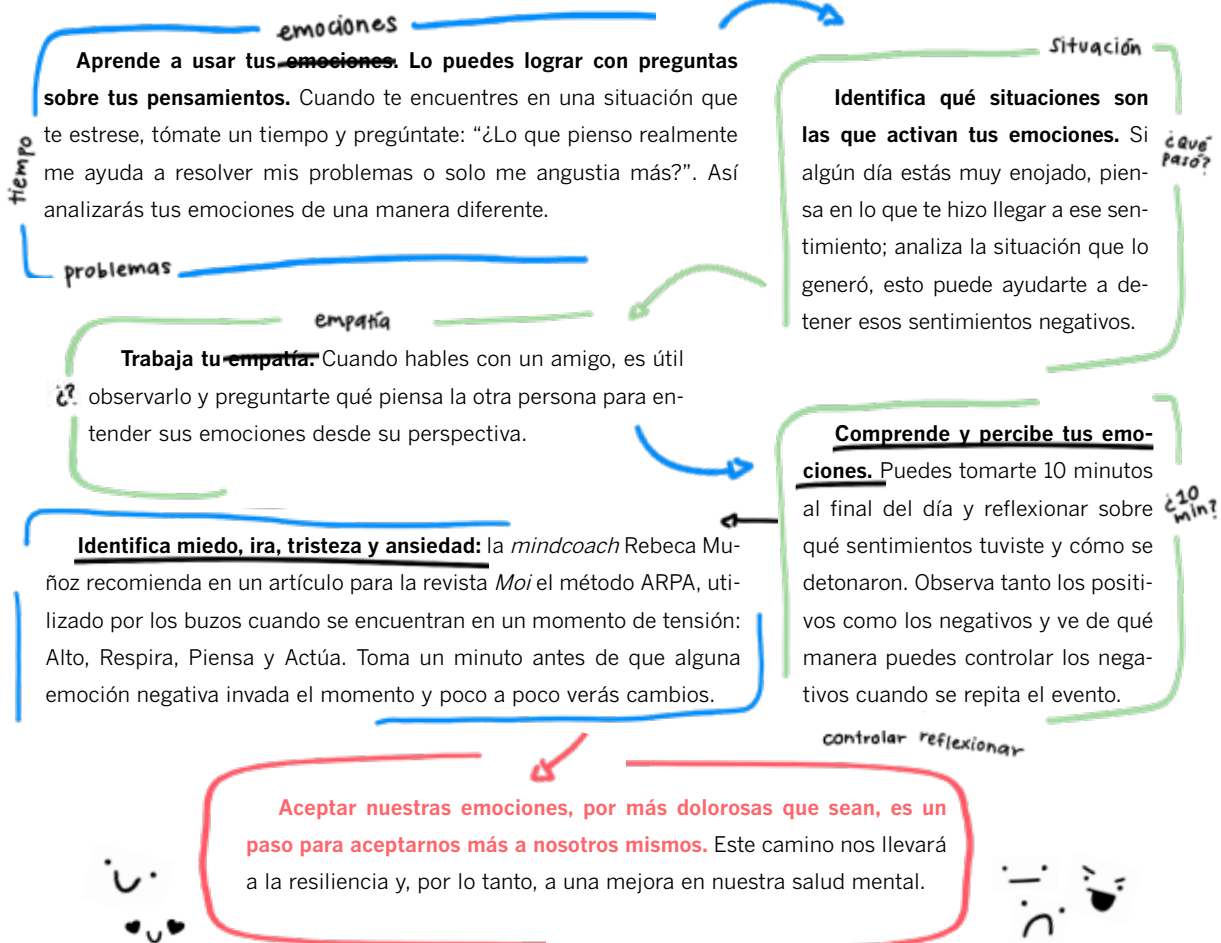 emociones
Aprende a usar tus emociones. Lo puedes lograr con preguntas
sobre tus pensamientos. Cuando te encuentres en una situación que
te estrese, tómate un tiempo y pregúntate: “¿Lo que pienso realmente
me ayuda a resolver mis problemas o solo me angustia más?”. Así
analizarás tus emociones de una manera diferente.
tiempo
problemas
situación
Identifica qué situaciones son
las que activan tus emociones. Si
algún día estás muy enojado, pien-
sa en lo que te hizo llegar a ese sen-
timiento; analiza la situación que lo
generó, esto puede ayudarte a de-
tener esos sentimientos negativos.
¿Qué
pasó?
empatía
Trabaja tu empatía. Cuando hables con un amigo, es útil
observarlo y preguntarte qué piensa la otra persona para en-
tender sus emociones desde su perspectiva.
¿?
Comprende y percibe tus emo-
ciones. Puedes tomarte 10 minutos
al final del día y reflexionar sobre
qué sentimientos tuviste y cómo se
detonaron. Observa tanto los positi-
vos como los negativos y ve de qué
manera puedes controlar los nega-
tivos cuando se repita el evento.
¿10
min?
controlar reflexionar
Identifica miedo, ira, tristeza y ansiedad: la mindcoach Rebeca Mu-
ñoz recomienda en un artículo para la revista Moi el método ARPA, uti-
lizado por los buzos cuando se encuentran en un momento de tensión:
Alto, Respira, Piensa y Actúa. Toma un minuto antes de que alguna
emoción negativa invada el momento y poco a poco verás cambios.
Aceptar nuestras emociones, por más dolorosas que sean, es un
paso para aceptarnos más a nosotros mismos. Este camino nos llevará
a la resiliencia y, por lo tanto, a una mejora en nuestra salud mental.